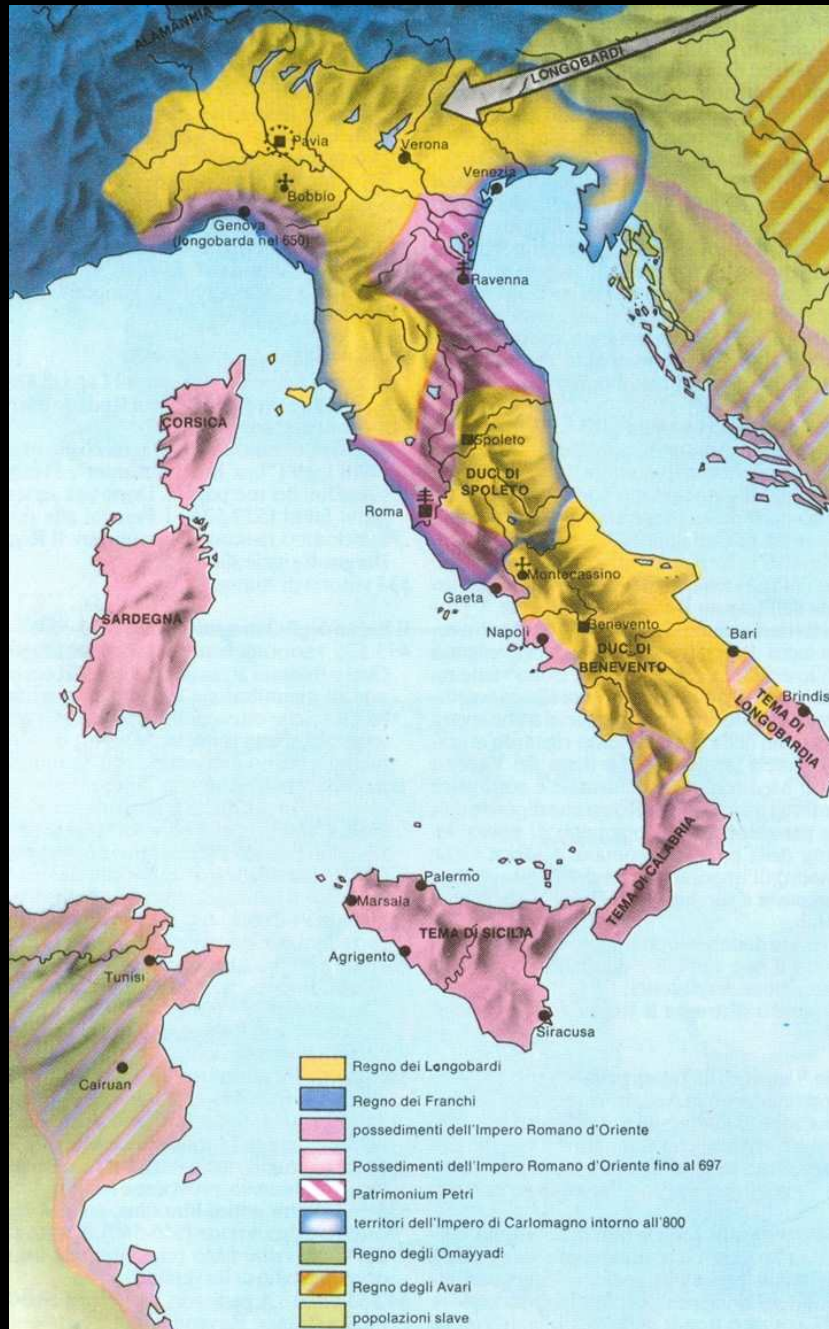 ALAMANNIA
LONGOBARDI
Pavia
Verona
Venezia
Bobbio
Genova
(longobarda nel 650)
Ravenna
CORSICA
Spoleto
DUC. DI
SPOLETO
Roma
Montecassino
Gaeta
SARDEGNA
Napoli
Benevento
DUC. DI
BENEVENTO
Bari
Brindisi
TEMA DI
LONGOBARDIA
TEMA DI CALABRIA
Palermo
Marsala
TEMA DI SICILIA
Agrigento
Siracusa
Tunisi
Cairuan
Regno dei Longobardi
Regno dei Franchi
possedimenti dell'Impero Romano d'Oriente
Possedimenti dell'Impero Romano d'Oriente fino al 697
Patrimonium Petri
territori dell'Impero di Carlomagno intorno all'800
Regno degli Omayyadi
Regno degli Avari
popolazioni slave